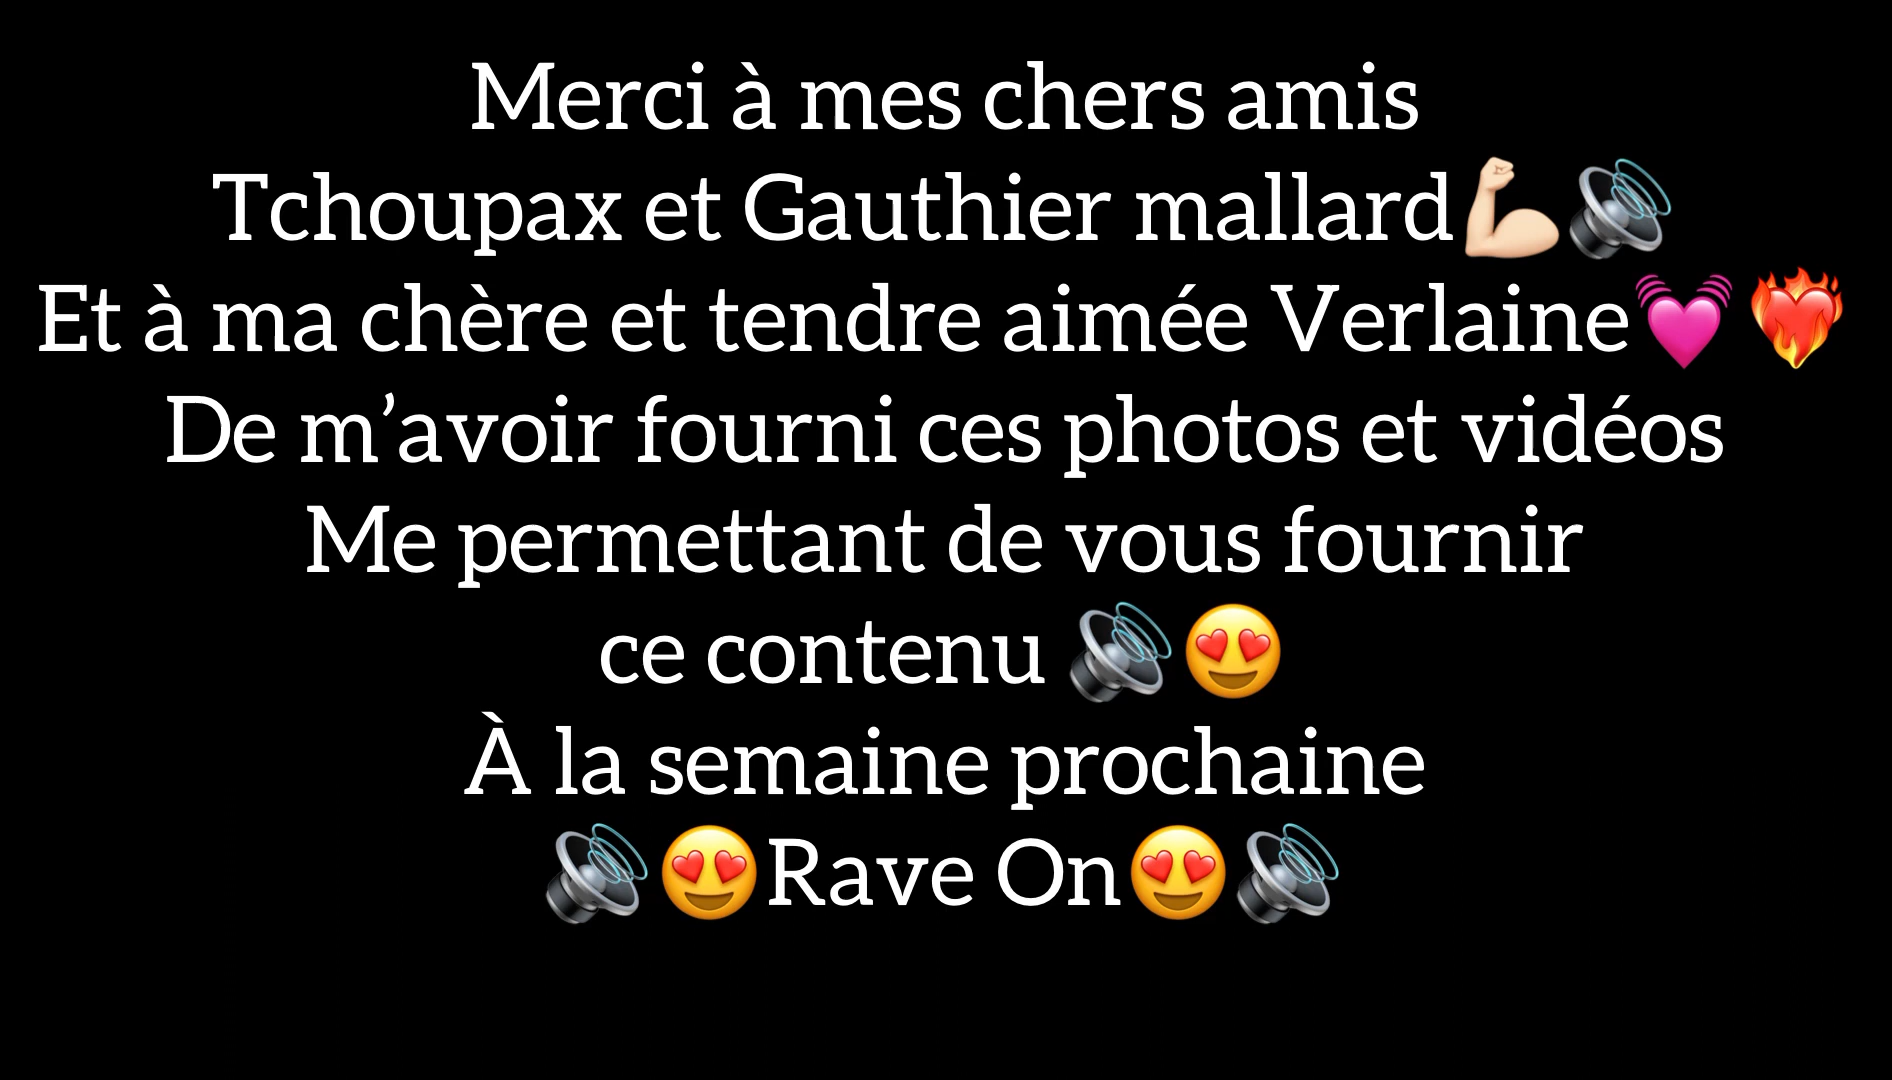 Merci à mes chers amis
Tchoupax et Gauthier mallard💪🏻🔊
Et à ma chère et tendre aimée Verlaine💓❤️‍🔥
De m’avoir fourni ces photos et vidéos
Me permettant de vous fournir
ce contenu 🔊😍
À la semaine prochaine
🔊😍Rave On😍🔊